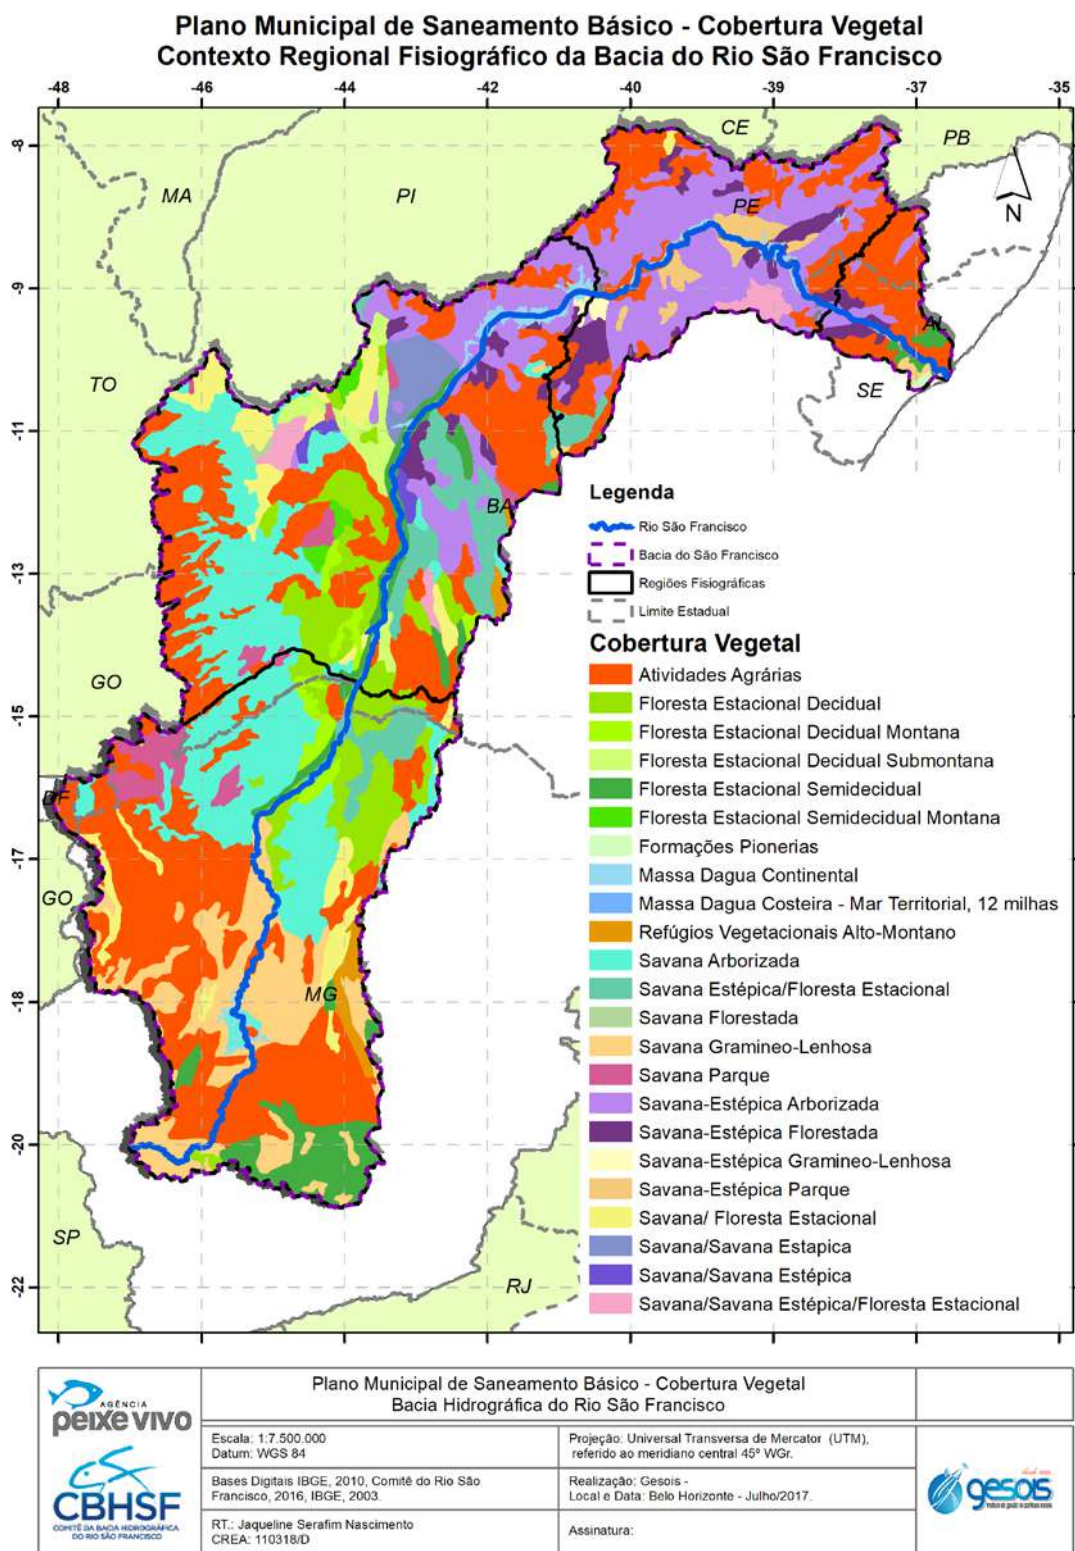 Plano Municipal de Saneamento Básico - Cobertura Vegetal
Contexto Regional Fisiográfico da Bacia do Rio São Francisco
-48 -46 -44 -42 -40 -39 -37 -35
-8
-9
-11
-13
-15
-17
-18
-20
-22
CE
PB
MA
PI
PE
N
AL
SE
TO
BA
GO
DF
GO
MG
SP
RJ
Legenda
Rio São Francisco
Bacia do São Francisco
Regiões Fisiográficas
Limite Estadual
Cobertura Vegetal
Atividades Agrárias
Floresta Estacional Decidual
Floresta Estacional Decidual Montana
Floresta Estacional Decidual Submontana
Floresta Estacional Semidecidual
Floresta Estacional Semidecidual Montana
Formações Pionerias
Massa Dagua Continental
Massa Dagua Costeira - Mar Territorial, 12 milhas
Refúgios Vegetacionais Alto-Montano
Savana Arborizada
Savana Estépica/Floresta Estacional
Savana Florestada
Savana Gramineo-Lenhosa
Savana Parque
Savana-Estépica Arborizada
Savana-Estépica Florestada
Savana-Estépica Gramineo-Lenhosa
Savana-Estépica Parque
Savana/ Floresta Estacional
Savana/Savana Estapica
Savana/Savana Estépica
Savana/Savana Estépica/Floresta Estacional
AGÊNCIA
peixe vivo
CBHSF
COMITÊ DA BACIA HIDROGRÁFICA
DO RIO SÃO FRANCISCO
Plano Municipal de Saneamento Básico - Cobertura Vegetal
Bacia Hidrográfica do Rio São Francisco
Escala: 1:7.500.000
Datum: WGS 84
Projeção: Universal Transversa de Mercator (UTM),
referido ao meridiano central 45º WGr.
Bases Digitais IBGE, 2010, Comitê do Rio São
Francisco, 2016, IBGE, 2003.
Realização: Gesois -
Local e Data: Belo Horizonte - Julho/2017.
RT.: Jaqueline Serafim Nascimento
CREA: 110318/D
Assinatura:
gesois